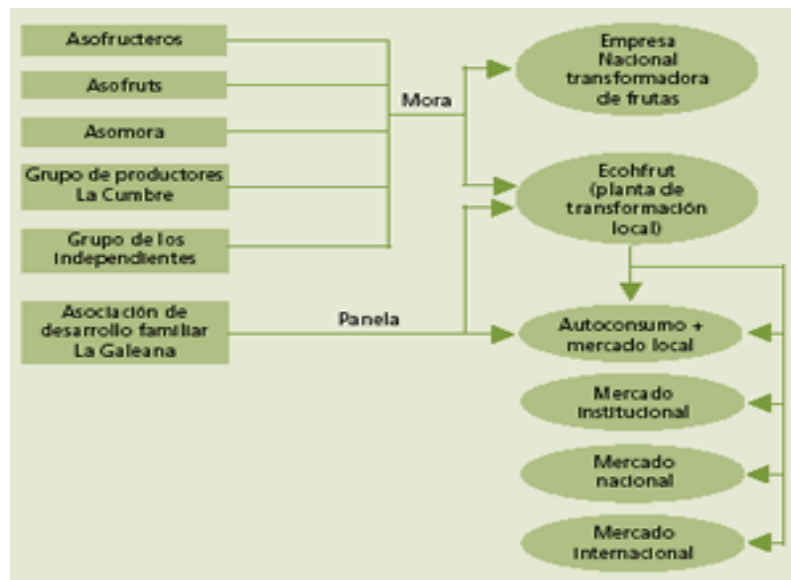 Asofructeros
Asofruts
Asomora
Grupo de productores
La Cumbre
Grupo de los
independientes
Asociación de
desarrollo familiar
La Galeana
Mora
Panela
Empresa
Nacional
transformadora
de frutas
Ecohfrut
(planta de
transformación
local)
Autoconsumo +
mercado local
Mercado
institucional
Mercado
nacional
Mercado
internacional